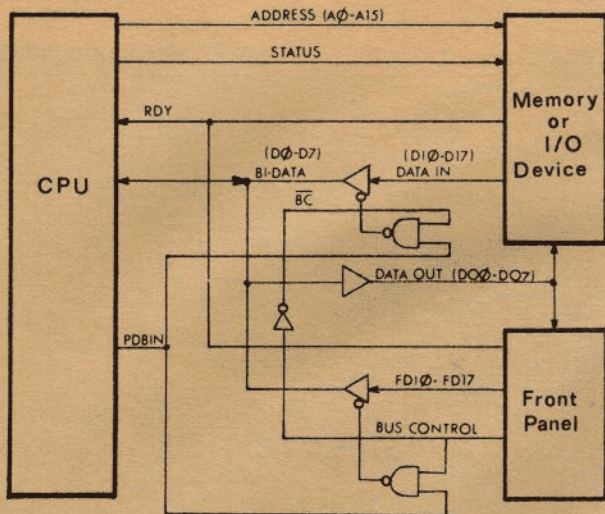 ADDRESS (AØ-A15)
STATUS
RDY
Memory
or
I/O
Device
(DØ-D7)
(DIØ-DI7)
CPU
BI-DATA
DATA IN
BC
DATA OUT (DOØ-DO7)
PDBIN
FDIØ-FDI7
Front
Panel
BUS CONTROL